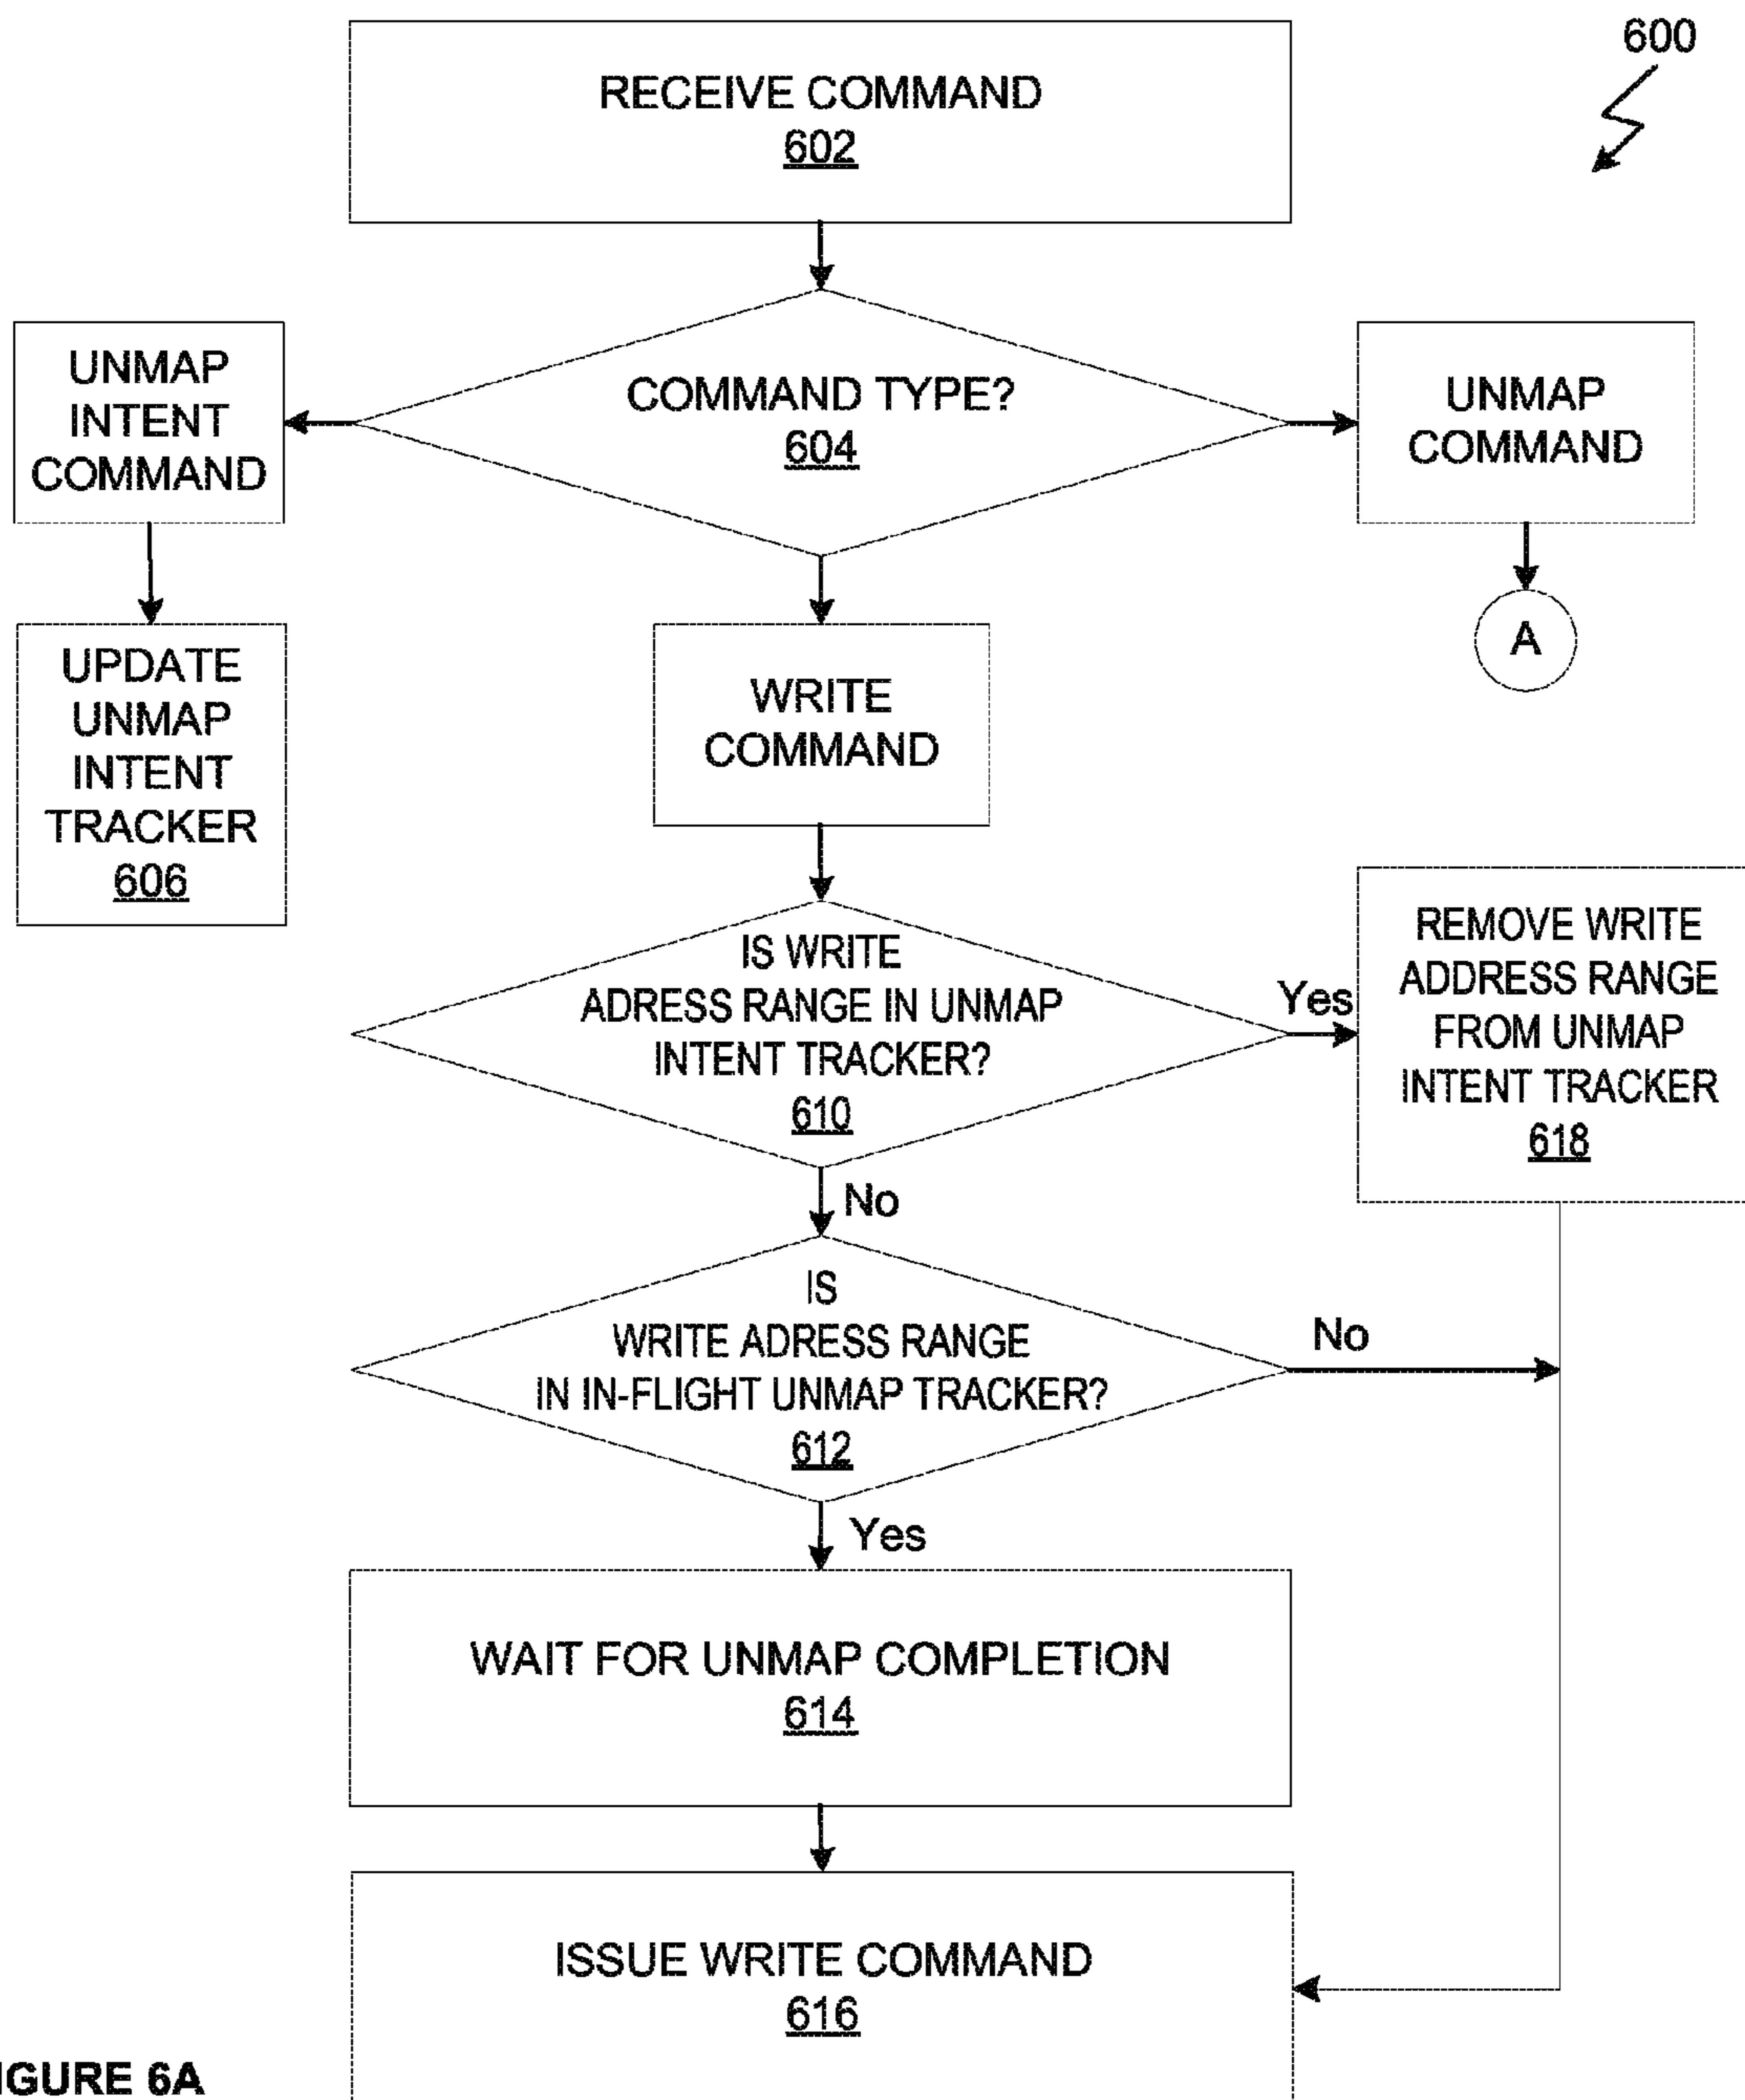 600
RECEIVE COMMAND
602
UNMAP
INTENT
COMMAND
COMMAND TYPE?
604
UNMAP
COMMAND
UPDATE
UNMAP
INTENT
TRACKER
606
WRITE
COMMAND
A
IS WRITE
ADRESS RANGE IN UNMAP
INTENT TRACKER?
610
Yes
REMOVE WRITE
ADDRESS RANGE
FROM UNMAP
INTENT TRACKER
618
No
IS
WRITE ADRESS RANGE
IN IN-FLIGHT UNMAP TRACKER?
612
No
Yes
WAIT FOR UNMAP COMPLETION
614
ISSUE WRITE COMMAND
616
IGURE 6A